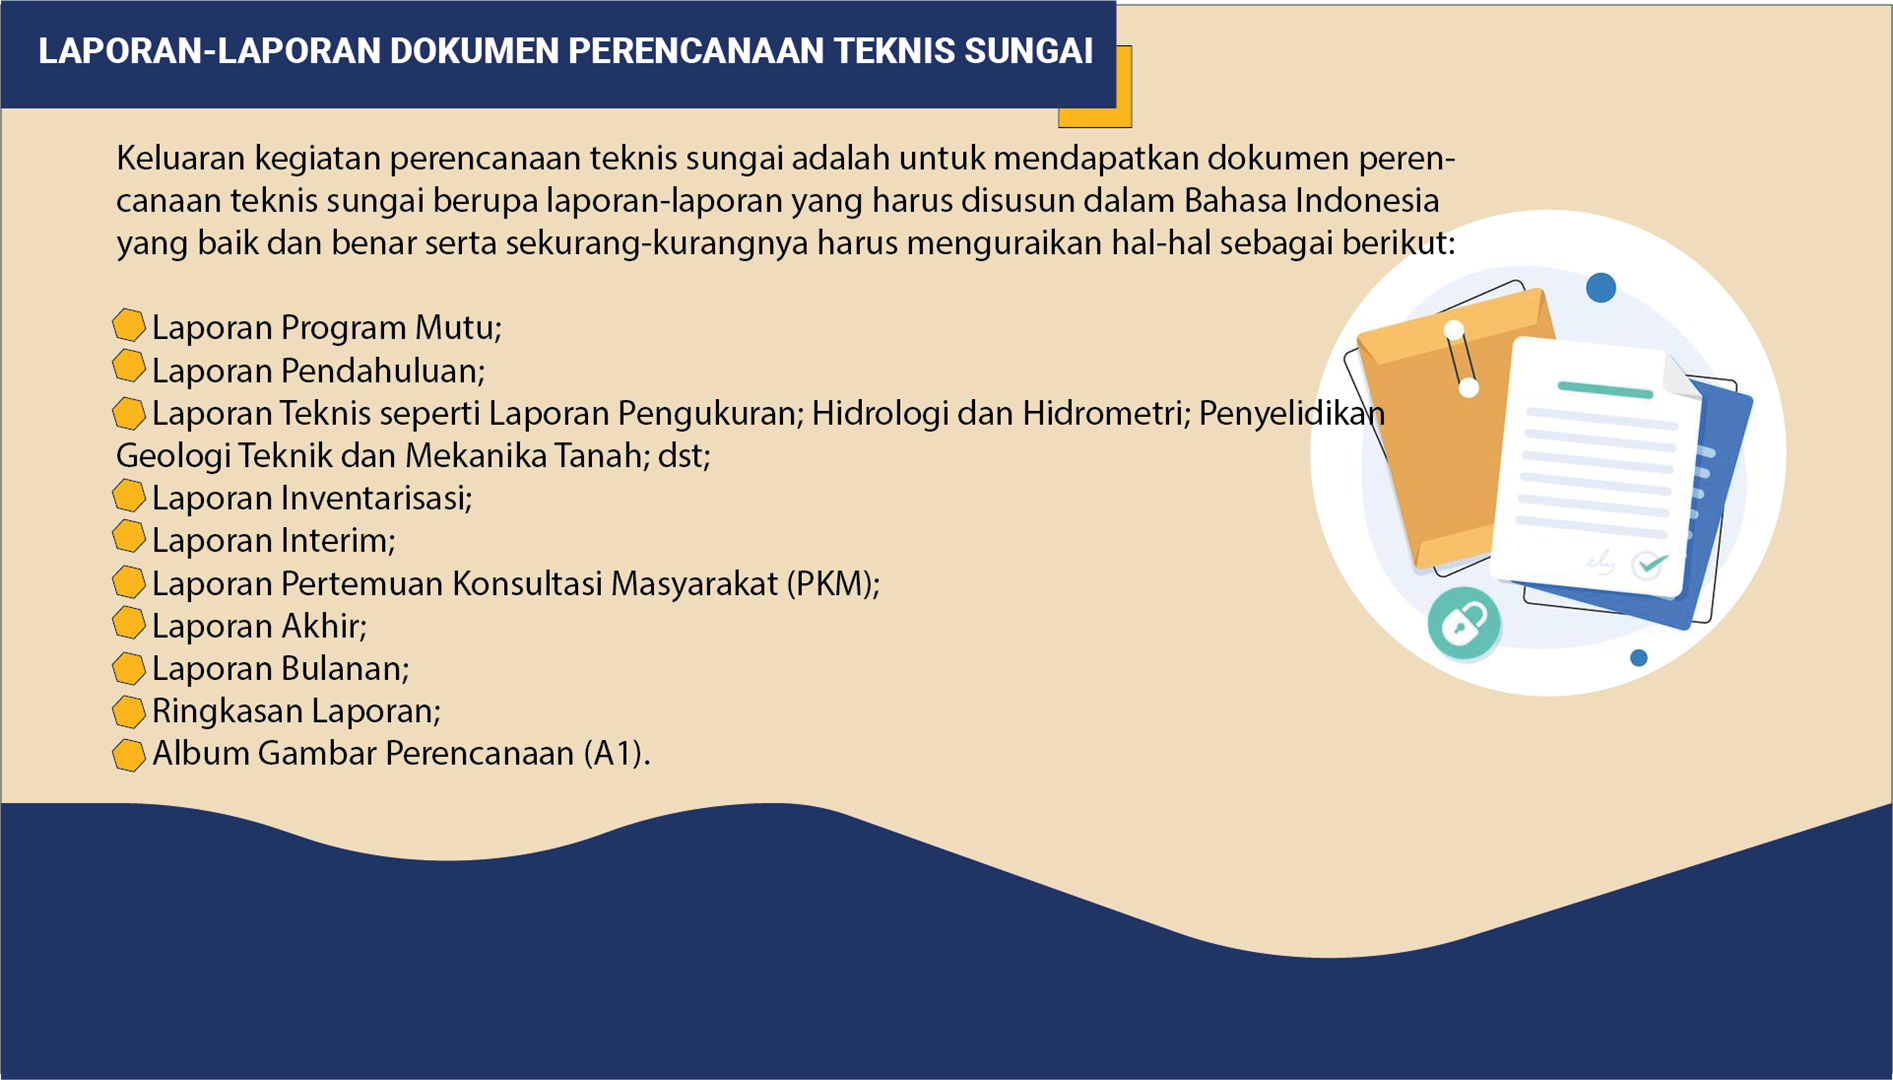 LAPORAN-LAPORAN DOKUMEN PERENCANAAN TEKNIS SUNGAI
Keluaran kegiatan perencanaan teknis sungai adalah untuk mendapatkan dokumen peren-
canaan teknis sungai berupa laporan-laporan yang harus disusun dalam Bahasa Indonesia
yang baik dan benar serta sekurang-kurangnya harus menguraikan hal-hal sebagai berikut:
Laporan Program Mutu;
Laporan Pendahuluan;
Laporan Teknis seperti Laporan Pengukuran; Hidrologi dan Hidrometri; Penyelidikan
Geologi Teknik dan Mekanika Tanah; dst;
Laporan Inventarisasi;
Laporan Interim;
Laporan Pertemuan Konsultasi Masyarakat (PKM);
Laporan Akhir;
Laporan Bulanan;
Ringkasan Laporan;
Album Gambar Perencanaan (A1).